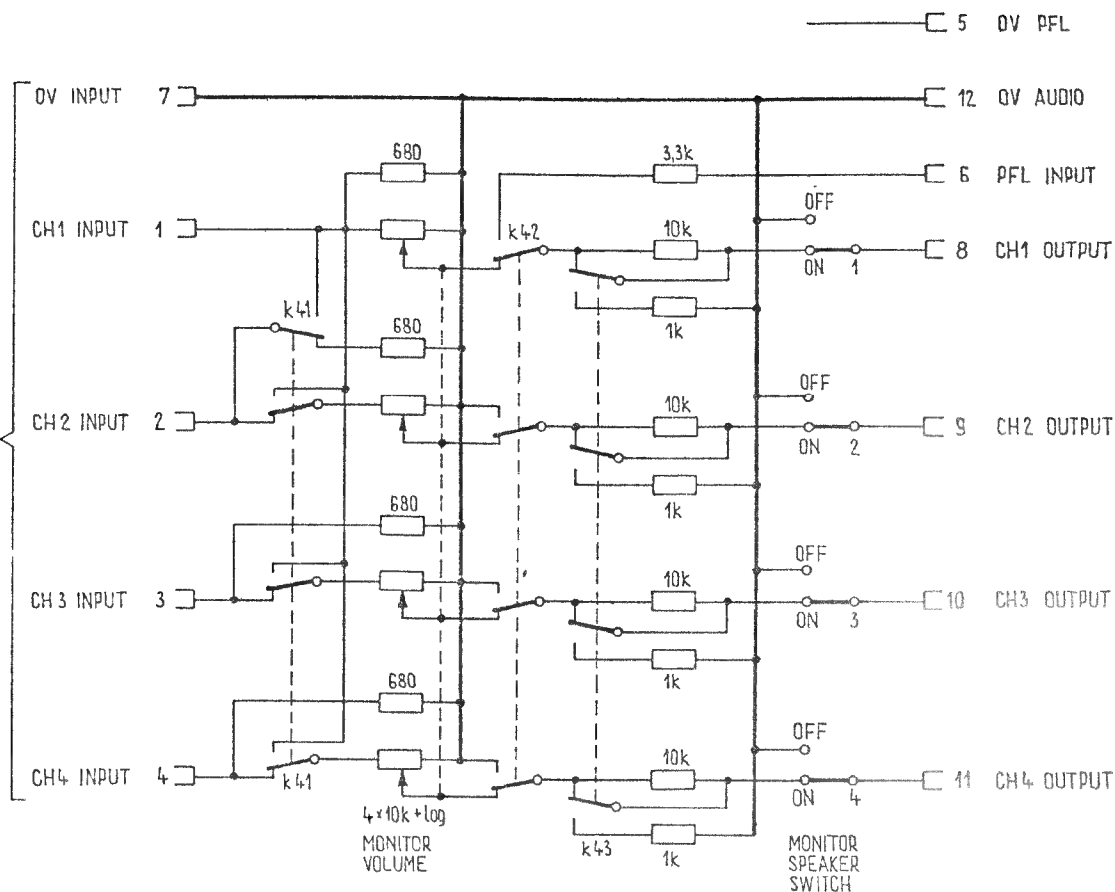 5 0V PFL
0V INPUT 7
12 0V AUDIO
680
3,3k
6 PFL INPUT
OFF
CH1 INPUT 1
k42
10k
ON 1
8 CH1 OUTPUT
k41
680
1k
OFF
CH2 INPUT 2
10k
ON 2
9 CH2 OUTPUT
680
1k
OFF
CH3 INPUT 3
10k
ON 3
10 CH3 OUTPUT
680
1k
OFF
CH4 INPUT 4
k41
10k
ON 4
11 CH4 OUTPUT
4×10k+log
k43
1k
MONITOR
VOLUME
MONITOR
SPEAKER
SWITCH